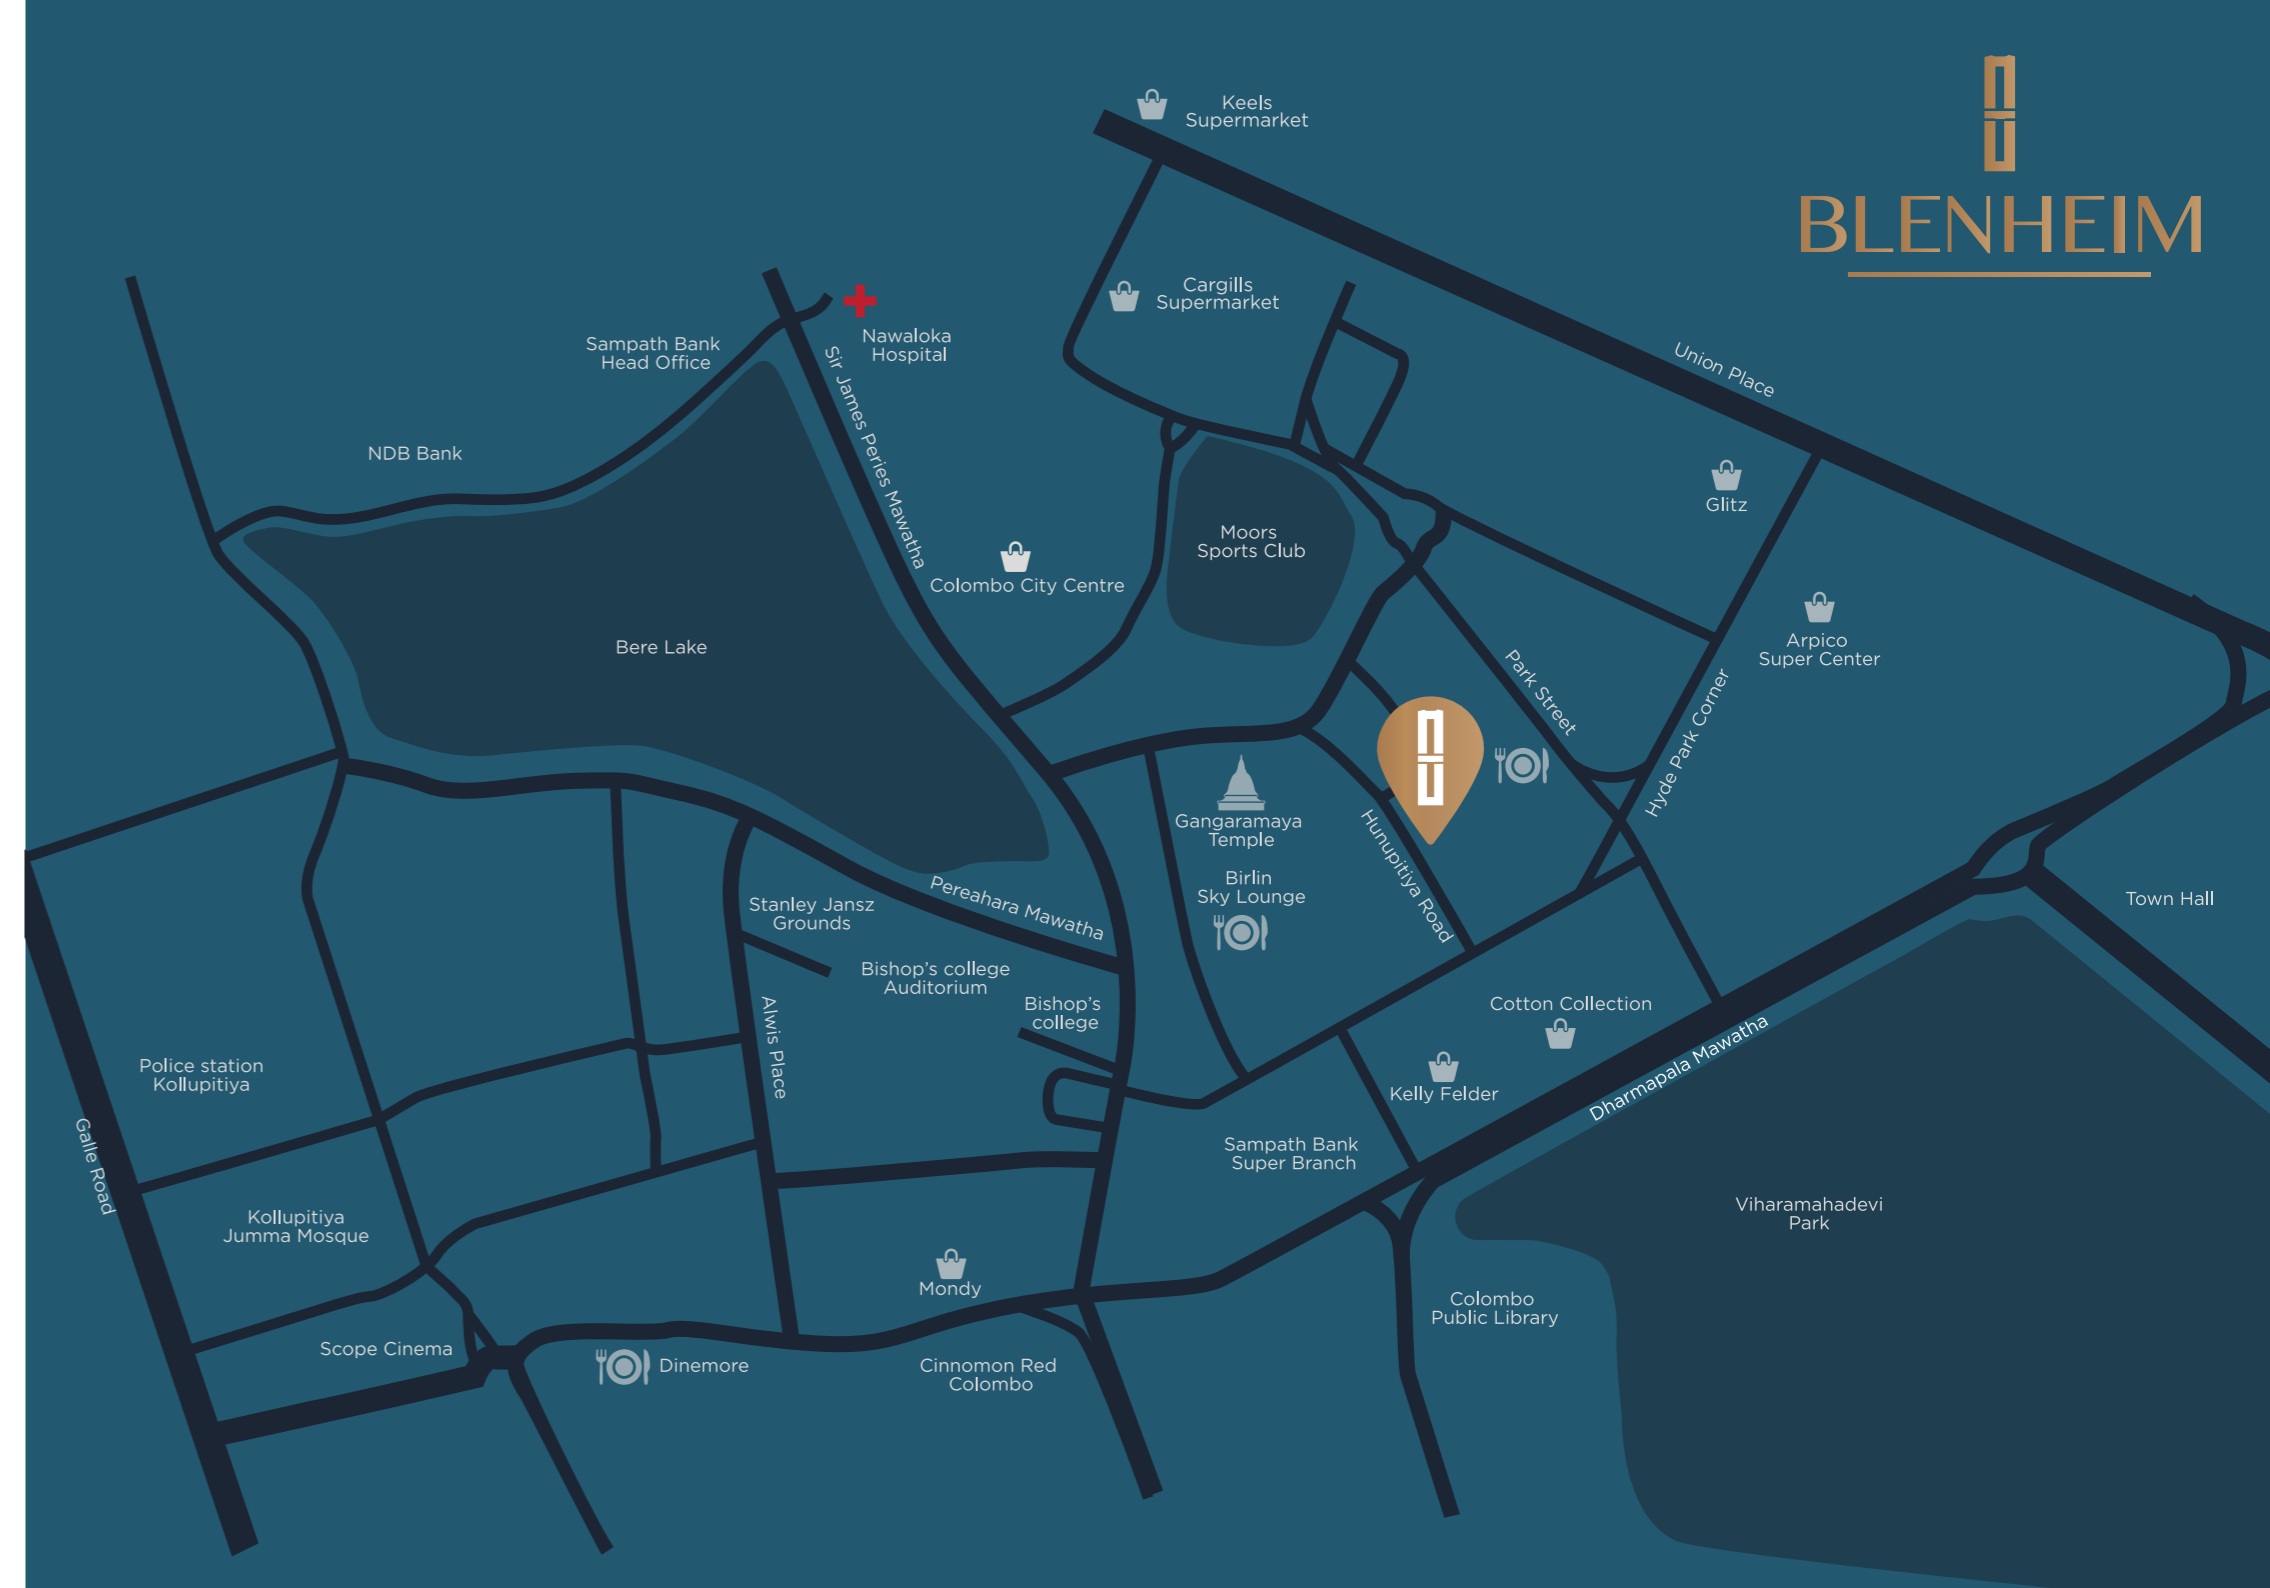 BLENHEIM
Keels
Supermarket
Cargills
Supermarket
Sampath Bank
Head Office
Nawaloka
Hospital
Sir James Peries Mawatha
Union Place
NDB Bank
Glitz
Moors
Sports Club
Colombo City Centre
Bere Lake
Arpico
Super Center
Park Street
Hyde Park Corner
Gangaramaya
Temple
Hunupitiya Road
Birlin
Sky Lounge
Pereahara Mawatha
Stanley Jansz
Grounds
Town Hall
Bishop's college
Auditorium
Bishop's
college
Alwis Place
Cotton Collection
Kelly Felder
Dharmapala Mawatha
Police station
Kollupitiya
Galle Road
Sampath Bank
Super Branch
Viharamahadevi
Park
Kollupitiya
Jumma Mosque
Mondy
Colombo
Public Library
Scope Cinema
Dinemore
Cinnomon Red
Colombo